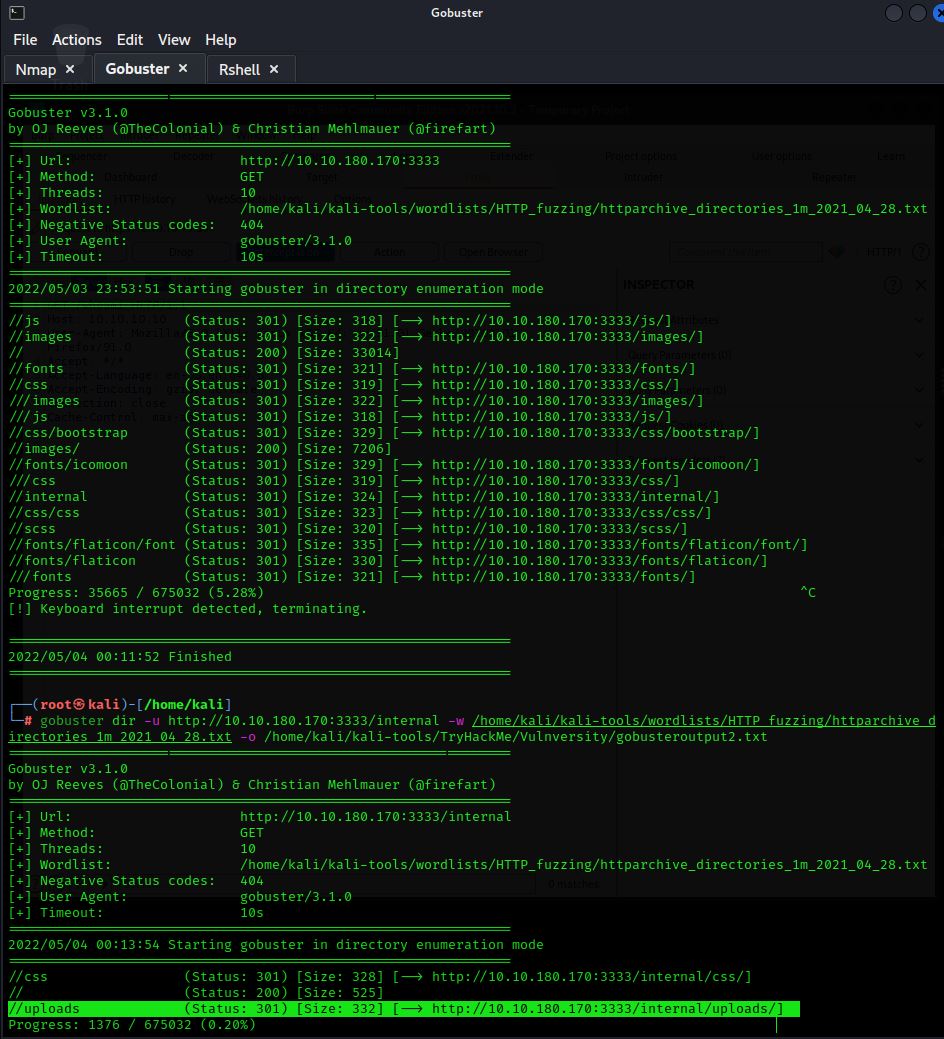 Gobuster
File Actions Edit View Help
Nmap × Gobuster × Rshell ×
Gobuster v3.1.0
by OJ Reeves (@TheColonial) & Christian Mehlmauer (@firefart)
[+] Url: http://10.10.180.170:3333
[+] Method: GET
[+] Threads: 10
[+] Wordlist: /home/kali/kali-tools/wordlists/HTTP_fuzzing/httparchive_directories_1m_2021_04_28.txt
[+] Negative Status codes: 404
[+] User Agent: gobuster/3.1.0
[+] Timeout: 10s
2022/05/03 23:53:51 Starting gobuster in directory enumeration mode
//js (Status: 301) [Size: 318] [--> http://10.10.180.170:3333/js/]
//images (Status: 301) [Size: 322] [--> http://10.10.180.170:3333/images/]
// (Status: 200) [Size: 33014]
//fonts (Status: 301) [Size: 321] [--> http://10.10.180.170:3333/fonts/]
//css (Status: 301) [Size: 319] [--> http://10.10.180.170:3333/css/]
///images (Status: 301) [Size: 322] [--> http://10.10.180.170:3333/images/]
///js (Status: 301) [Size: 318] [--> http://10.10.180.170:3333/js/]
//css/bootstrap (Status: 301) [Size: 329] [--> http://10.10.180.170:3333/css/bootstrap/]
//images/ (Status: 200) [Size: 7206]
//fonts/icomoon (Status: 301) [Size: 329] [--> http://10.10.180.170:3333/fonts/icomoon/]
///css (Status: 301) [Size: 319] [--> http://10.10.180.170:3333/css/]
//internal (Status: 301) [Size: 324] [--> http://10.10.180.170:3333/internal/]
//css/css (Status: 301) [Size: 323] [--> http://10.10.180.170:3333/css/css/]
//scss (Status: 301) [Size: 320] [--> http://10.10.180.170:3333/scss/]
//fonts/flaticon/font (Status: 301) [Size: 335] [--> http://10.10.180.170:3333/fonts/flaticon/font/]
//fonts/flaticon (Status: 301) [Size: 330] [--> http://10.10.180.170:3333/fonts/flaticon/]
///fonts (Status: 301) [Size: 321] [--> http://10.10.180.170:3333/fonts/]
Progress: 35665 / 675032 (5.28%) ^C
[!] Keyboard interrupt detected, terminating.
2022/05/04 00:11:52 Finished
┌──(root㉿kali)-[/home/kali]
└─# gobuster dir -u http://10.10.180.170:3333/internal -w /home/kali/kali-tools/wordlists/HTTP_fuzzing/httparchive_d
irectories_1m_2021_04_28.txt -o /home/kali/kali-tools/TryHackMe/Vulnversity/gobusteroutput2.txt
Gobuster v3.1.0
by OJ Reeves (@TheColonial) & Christian Mehlmauer (@firefart)
[+] Url: http://10.10.180.170:3333/internal
[+] Method: GET
[+] Threads: 10
[+] Wordlist: /home/kali/kali-tools/wordlists/HTTP_fuzzing/httparchive_directories_1m_2021_04_28.txt
[+] Negative Status codes: 404
[+] User Agent: gobuster/3.1.0
[+] Timeout: 10s
2022/05/04 00:13:54 Starting gobuster in directory enumeration mode
//css (Status: 301) [Size: 328] [--> http://10.10.180.170:3333/internal/css/]
// (Status: 200) [Size: 525]
//uploads (Status: 301) [Size: 332] [--> http://10.10.180.170:3333/internal/uploads/]
Progress: 1376 / 675032 (0.20%)